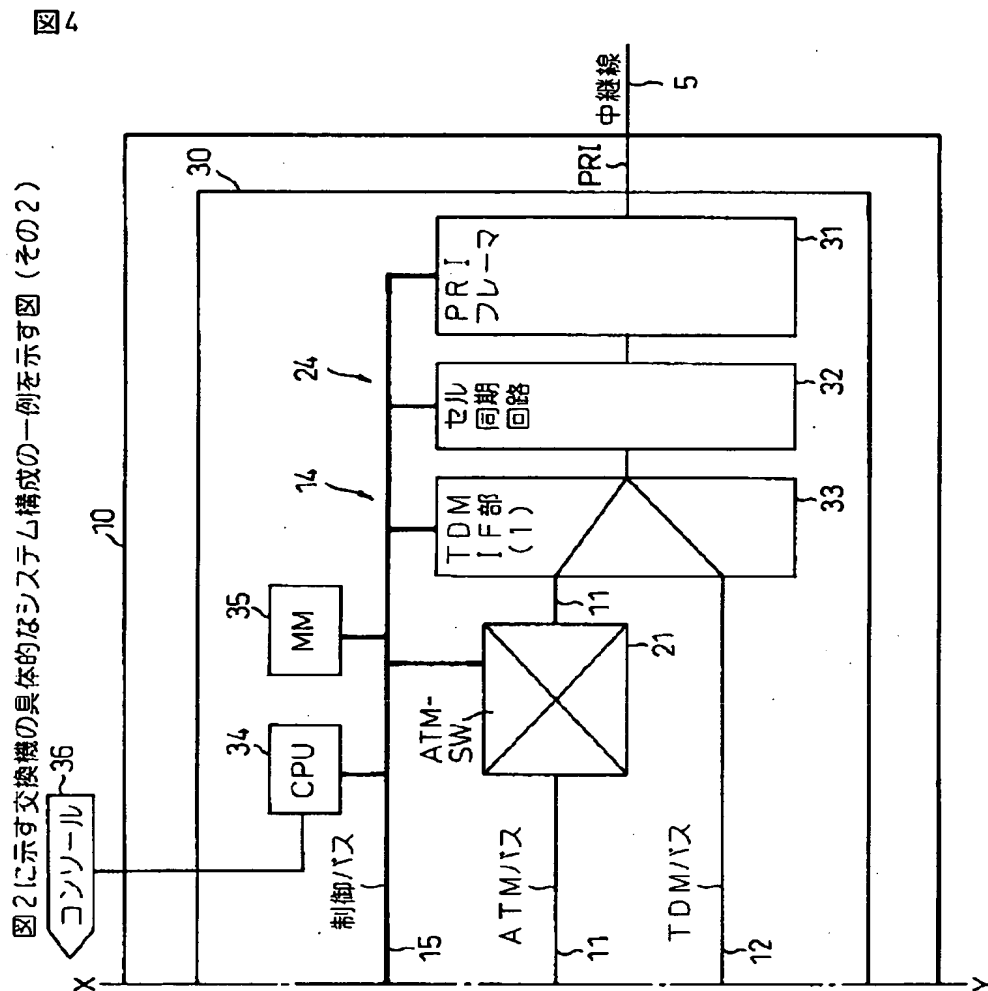 図4
図2に示す交換機の具体的なシステム構成の一例を示す図(その2)
コンソール
36
10
30
CPU
34
MM
35
14
24
制御バス
15
ATMバス
11
ATM-
SW
21
11
TDMバス
12
TDM
IF部
(1)
33
セル
同期
回路
32
PRI
フレーマ
31
PRI
中継線
5
X
Y